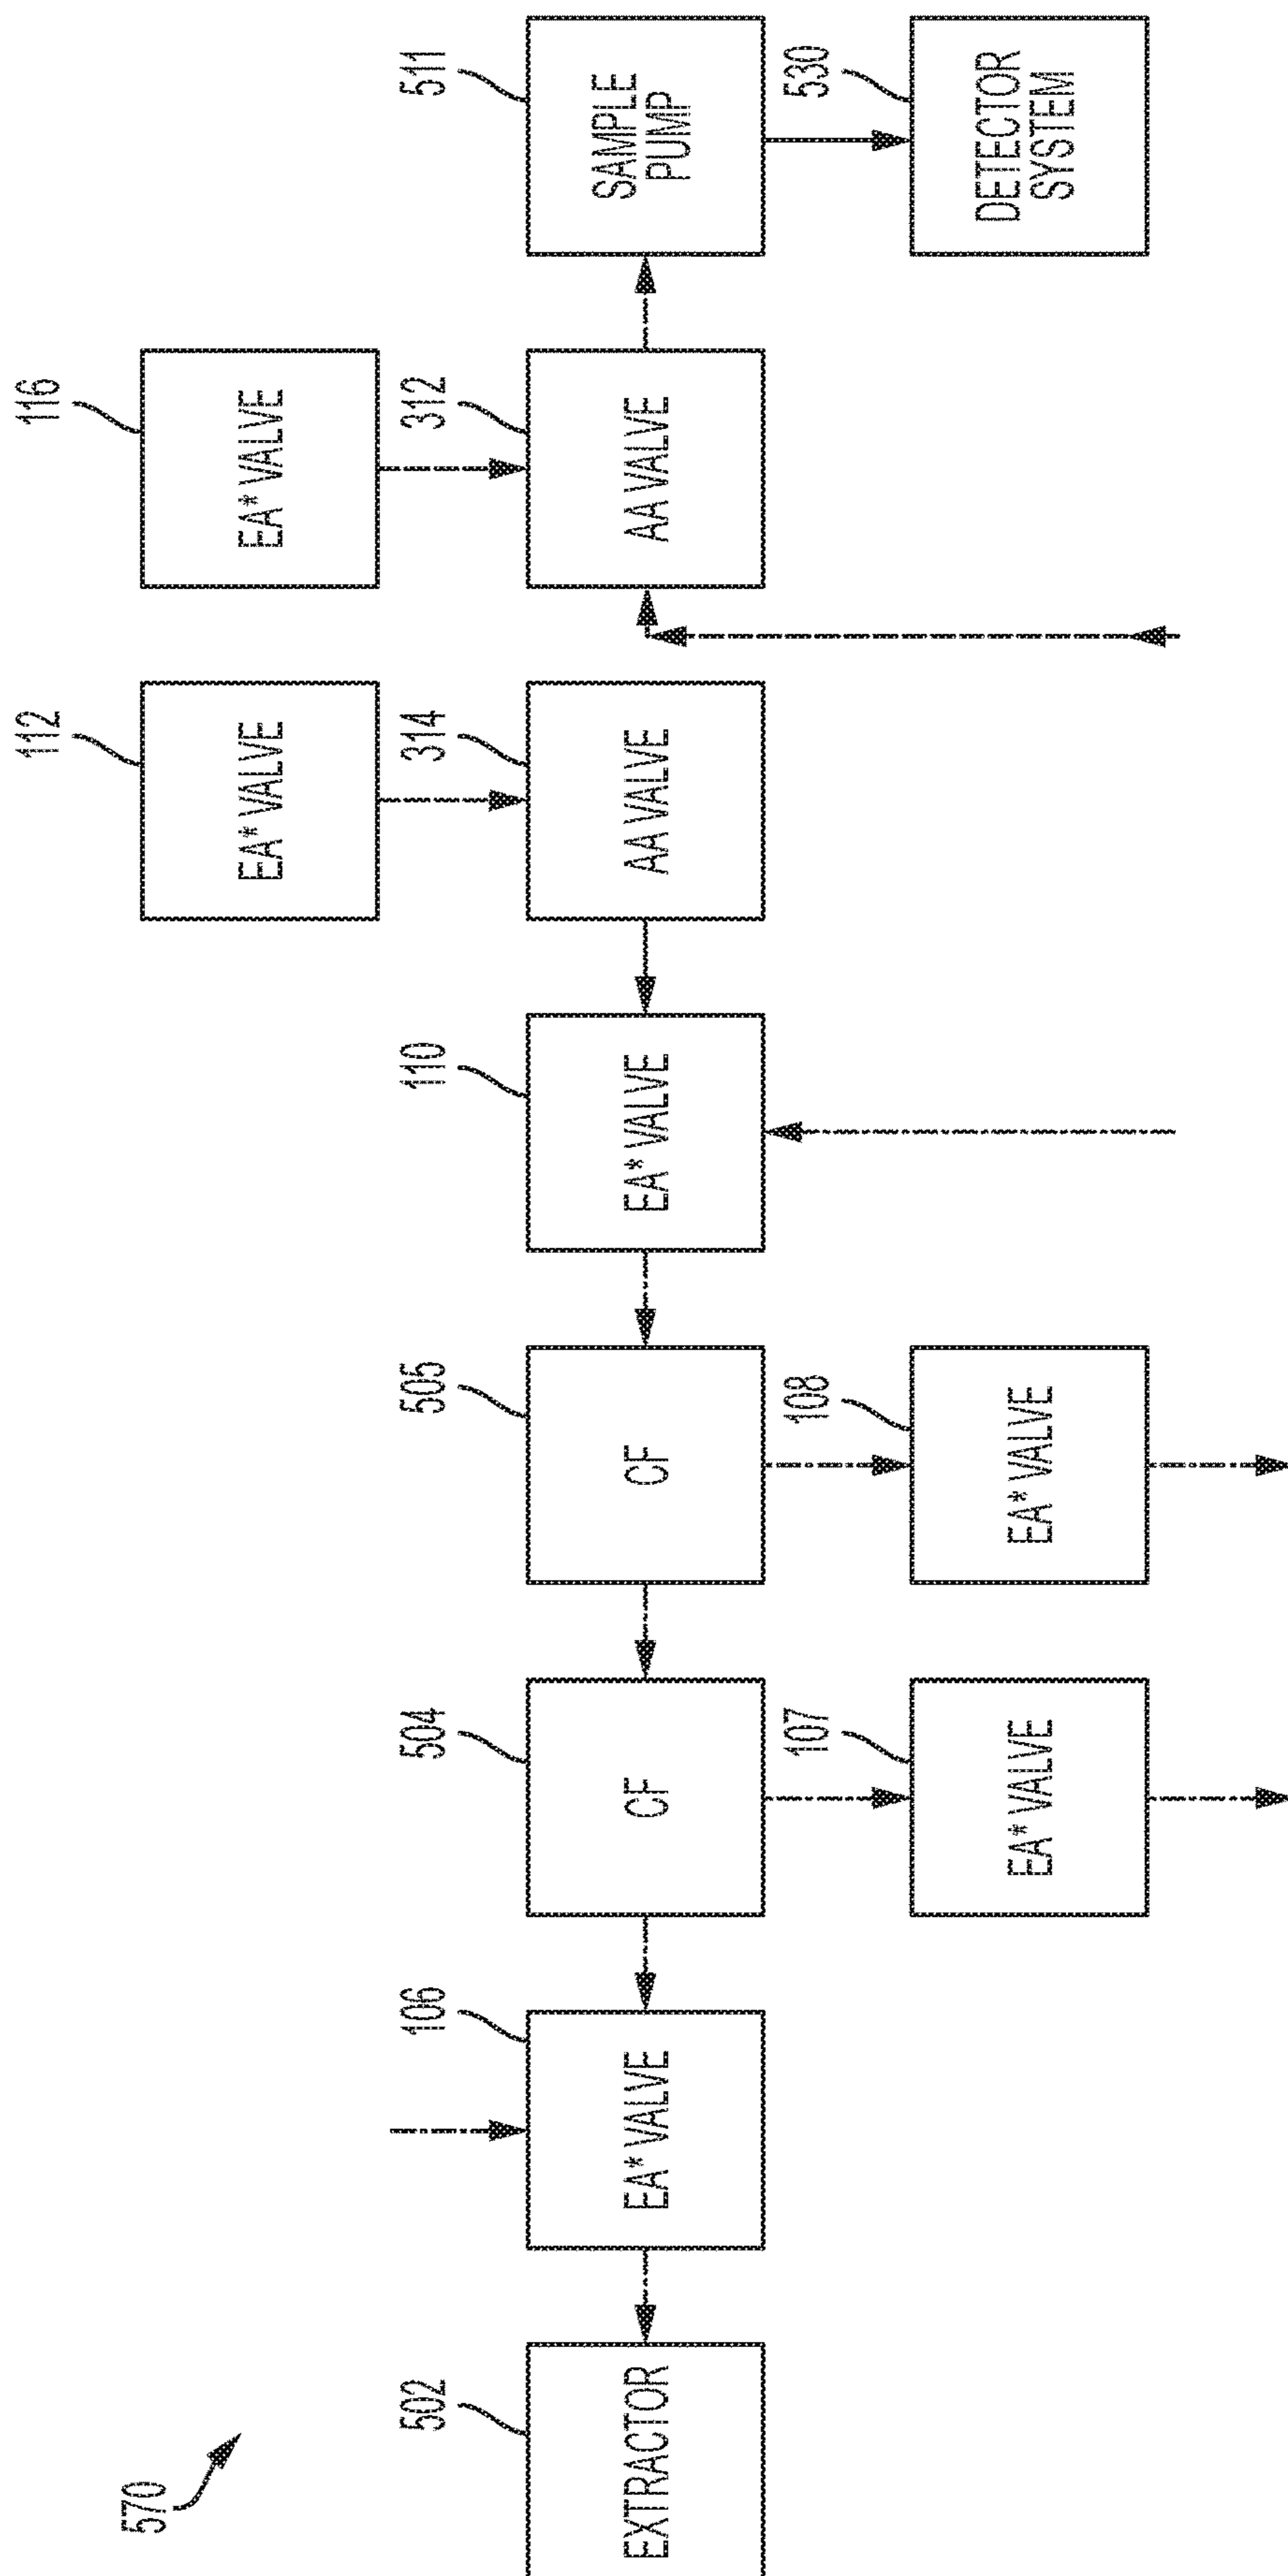 570
502
EXTRACTOR
106
EA* VALVE
504
CF
107
EA* VALVE
505
CF
108
EA* VALVE
110
EA* VALVE
112
EA* VALVE
314
AA VALVE
116
EA* VALVE
312
AA VALVE
511
SAMPLE
PUMP
530
DETECTOR
SYSTEM